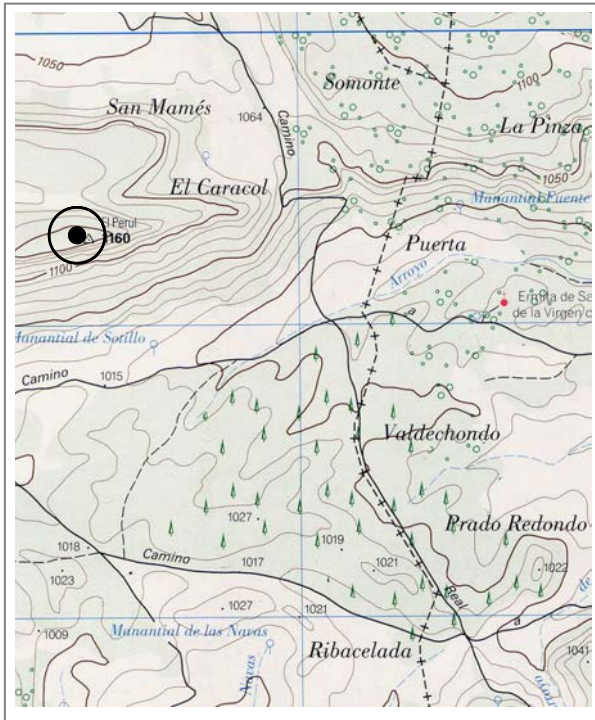 1050
Somonte
1100
San Mamés
1064
Camino
La Pinza
1050
El Caracol
Manantial Fuente
El Perul
1160
Puerta
1100
Arroyo
Ermita de Sa
de la Virgen c
a
Manantial de Sotillo
Camino
1015
Valdechondo
1027
Prado Redondo
1019
1018
Camino
1017
1021
1022
1023
Real
de
1027
1021
a
1009
Manantial de las Navas
Ribacelada
1041
Navas
Arroyo